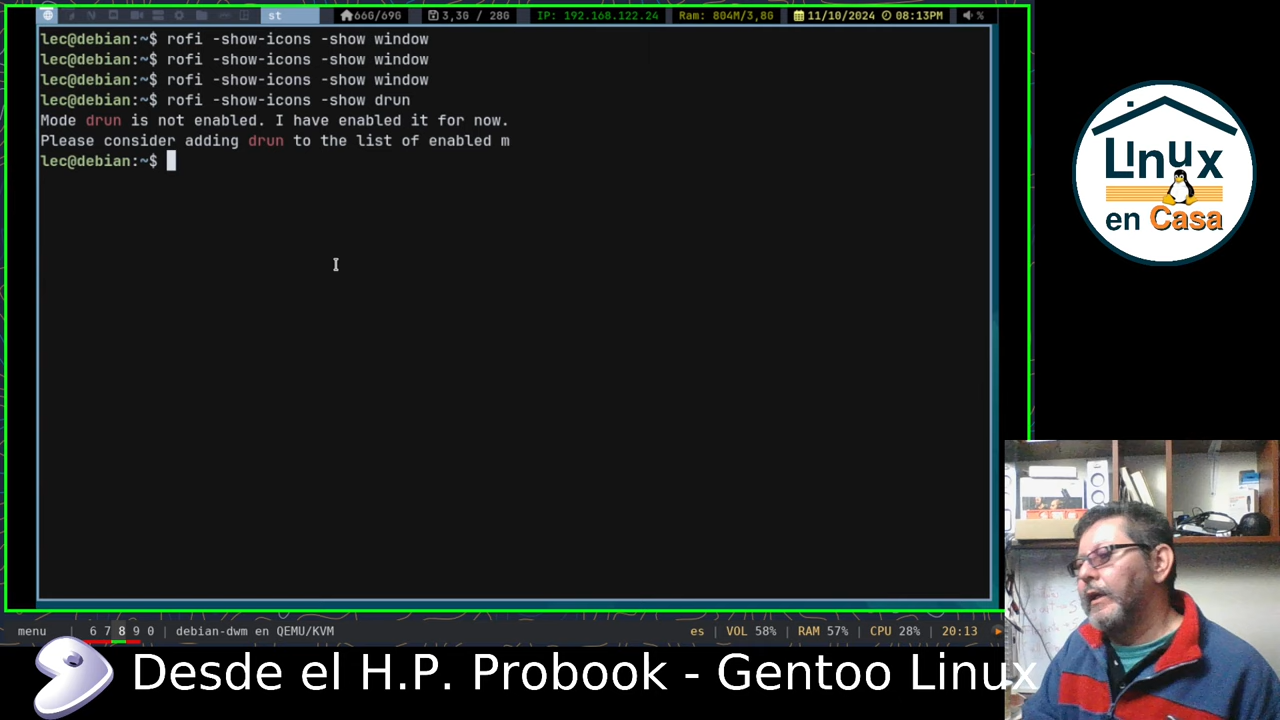 st 66G/69G 3,3G / 28G IP: 192.168.122.24 Ram: 804M/3,8G 11/10/2024 08:13PM %
lec@debian:~$ rofi -show-icons -show window
lec@debian:~$ rofi -show-icons -show window
lec@debian:~$ rofi -show-icons -show window
lec@debian:~$ rofi -show-icons -show drun
Mode drun is not enabled. I have enabled it for now.
Please consider adding drun to the list of enabled m
lec@debian:~$
Linux
en Casa
menu | 6 7 8 9 0 | debian-dwm en QEMU/KVM es | VOL 58% | RAM 57% | CPU 28% | 20:13
Desde el H.P. Probook - Gentoo Linux